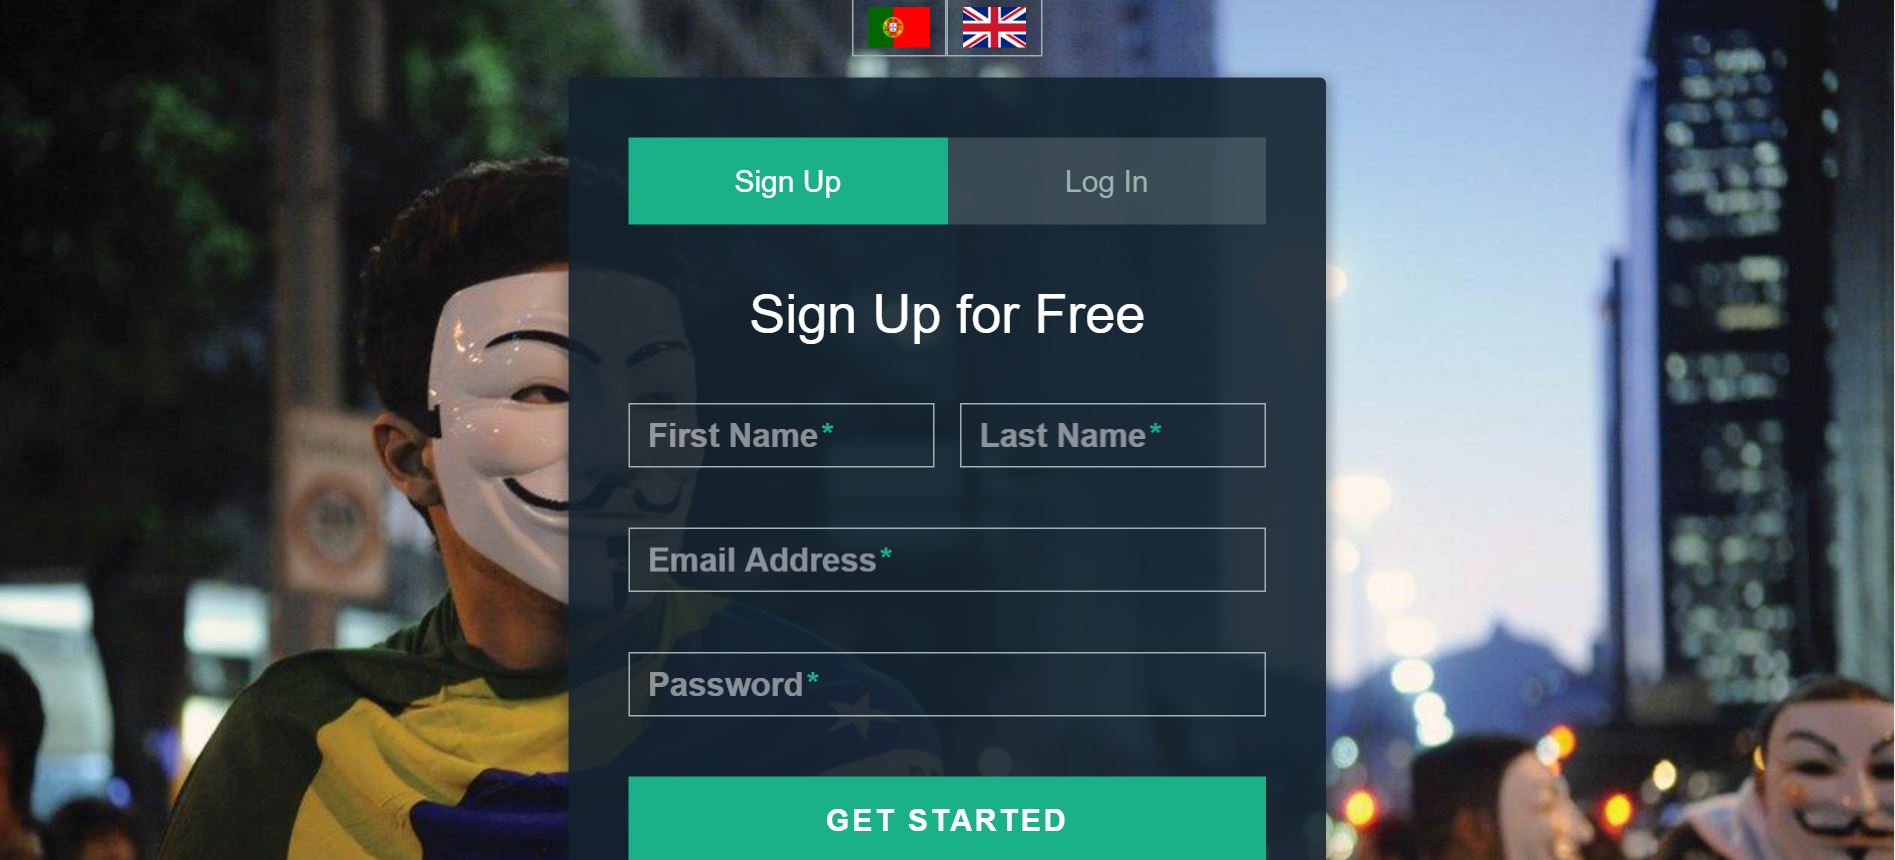 Sign Up
Log In
Sign Up for Free
First Name*
Last Name*
Email Address*
Password*
GET STARTED